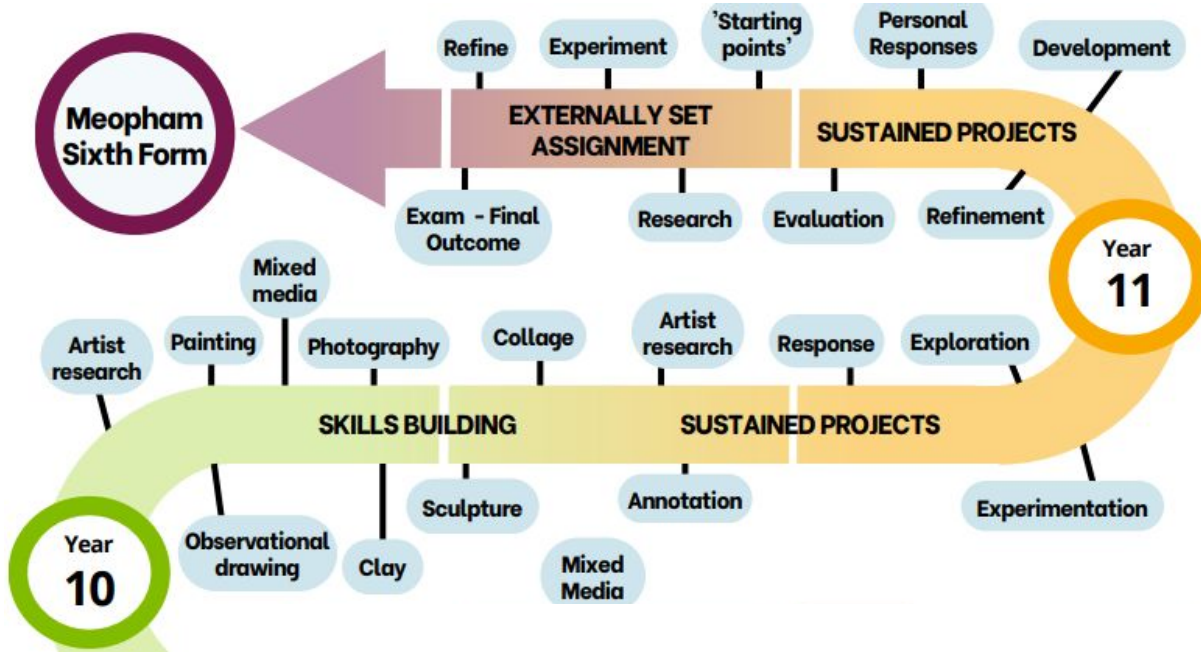 'Starting
points'
Personal
Responses
Refine
Experiment
Development
Meopham
Sixth Form
EXTERNALLY SET
ASSIGNMENT
SUSTAINED PROJECTS
Exam - Final
Outcome
Research
Evaluation
Refinement
Year
11
Mixed
media
Artist
research
Painting
Photography
Collage
Artist
research
Response
Exploration
SKILLS BUILDING
SUSTAINED PROJECTS
Sculpture
Annotation
Experimentation
Year
10
Observational
drawing
Clay
Mixed
Media